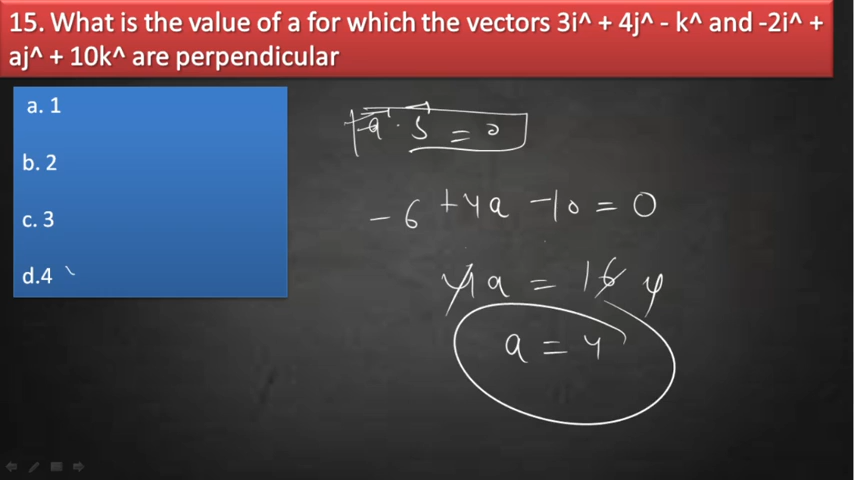 15. What is the value of a for which the vectors 3i^ + 4j^ - k^ and -2i^ +
aj^ + 10k^ are perpendicular
a. 1
b. 2
c. 3
d.4
a · b = 0
- 6 + 4a - 10 = 0
4a = 16 4
a = 4